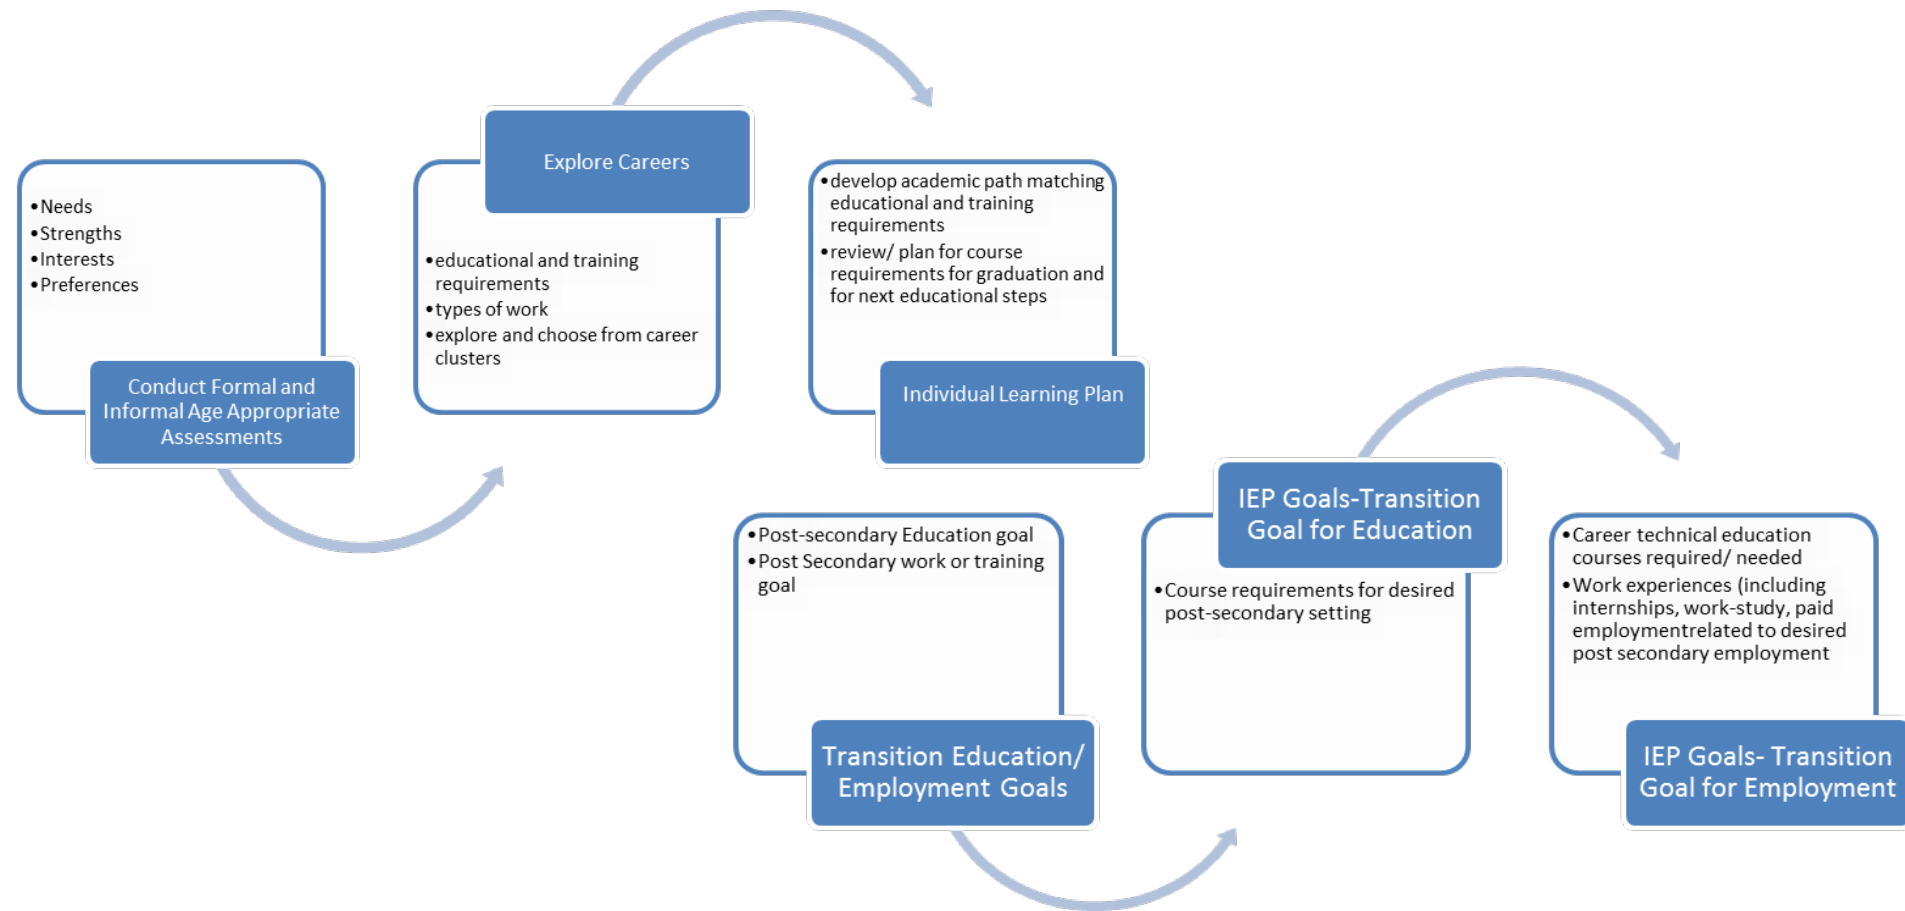 •Needs
•Strengths
•Interests
•Preferences
Conduct Formal and
Informal Age Appropriate
Assessments
Explore Careers
•educational and training
requirements
•types of work
•explore and choose from career
clusters
•develop academic path matching
educational and training
requirements
•review/ plan for course
requirements for graduation and
for next educational steps
Individual Learning Plan
•Post-secondary Education goal
•Post Secondary work or training
goal
Transition Education/
Employment Goals
IEP Goals-Transition
Goal for Education
•Course requirements for desired
post-secondary setting
•Career technical education
courses required/ needed
•Work experiences (including
internships, work-study, paid
employmentrelated to desired
post secondary employment
IEP Goals- Transition
Goal for Employment